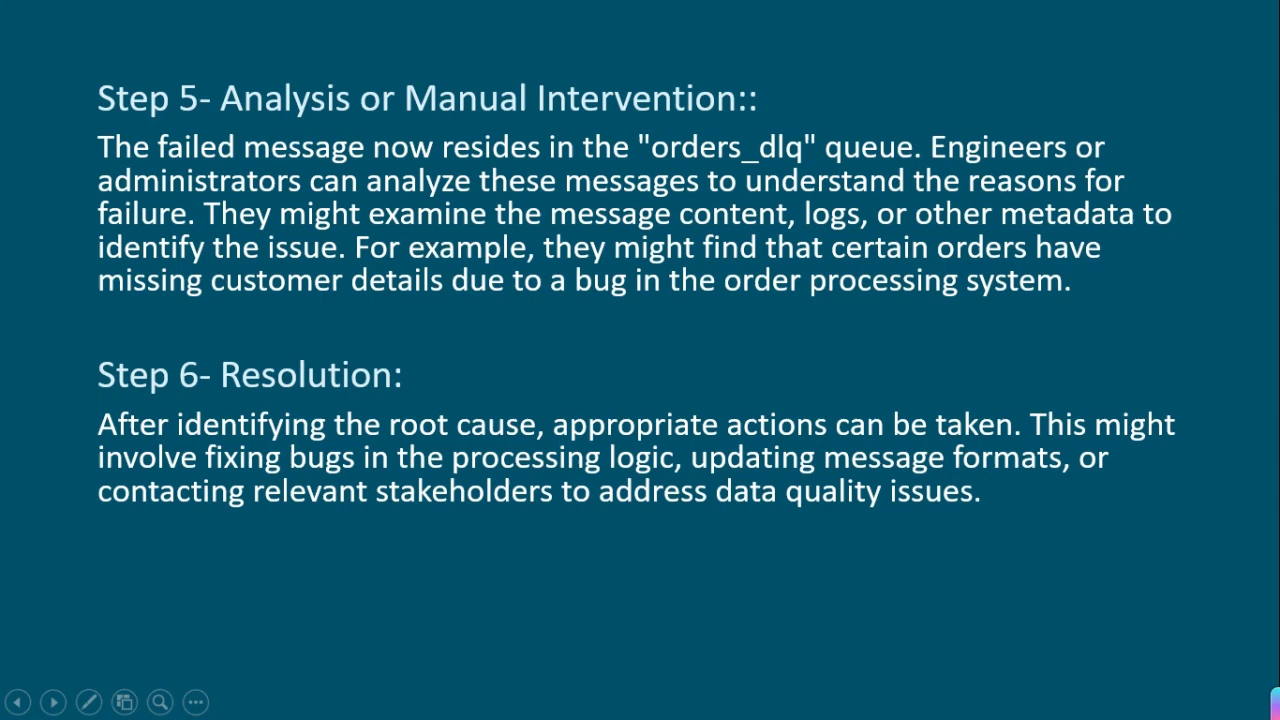 Step 5- Analysis or Manual Intervention::
The failed message now resides in the "orders_dlq" queue. Engineers or
administrators can analyze these messages to understand the reasons for
failure. They might examine the message content, logs, or other metadata to
identify the issue. For example, they might find that certain orders have
missing customer details due to a bug in the order processing system.
Step 6- Resolution:
After identifying the root cause, appropriate actions can be taken. This might
involve fixing bugs in the processing logic, updating message formats, or
contacting relevant stakeholders to address data quality issues.